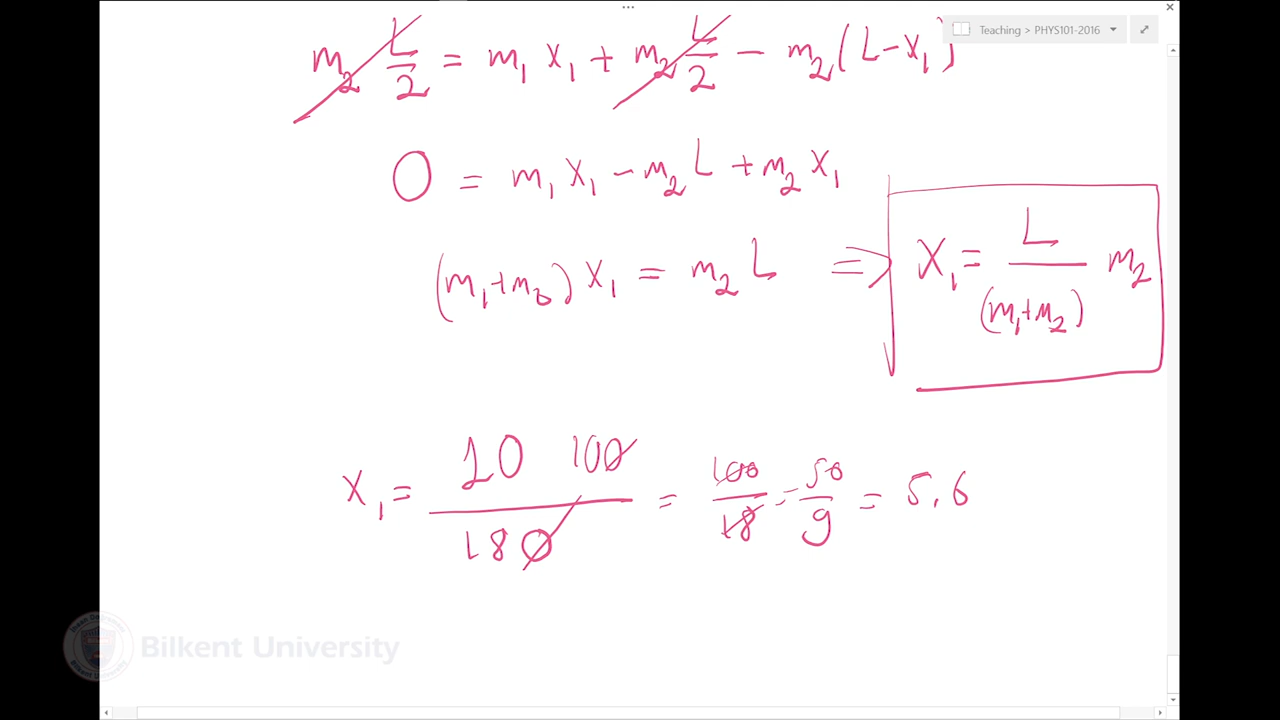 Teaching > PHYS101-2016
m₂ L/2 = m₁ x₁ + m₂ L/2 − m₂ (L−x₁)
0 = m₁ x₁ − m₂ L + m₂ x₁
(m₁+m₂) x₁ = m₂ L ⇒ x₁ = L/(m₁+m₂) m₂
x₁ = 10 100/180 = 100/18 = 50/9 = 5.6
Bilkent University